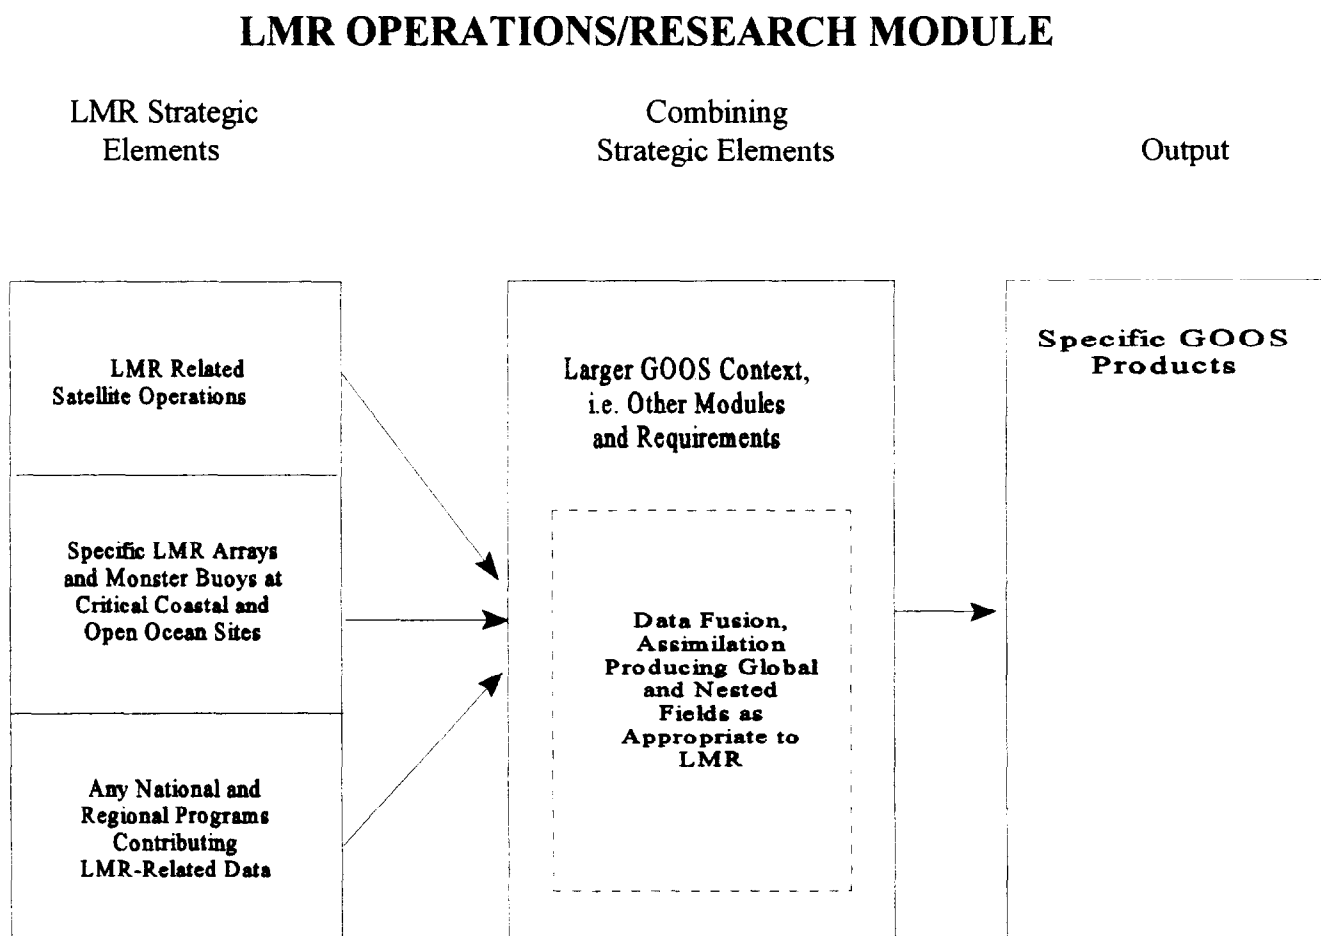 LMR OPERATIONS/RESEARCH MODULE
LMR Strategic
Elements
Combining
Strategic Elements
Output
LMR Related
Satellite Operations
Specific LMR Arrays
and Monster Buoys at
Critical Coastal and
Open Ocean Sites
Any National and
Regional Programs
Contributing
LMR-Related Data
Larger GOOS Context,
i.e. Other Modules
and Requirements
Data Fusion,
Assimilation
Producing Global
and Nested
Fields as
Appropriate to
LMR
Specific GOOS
Products